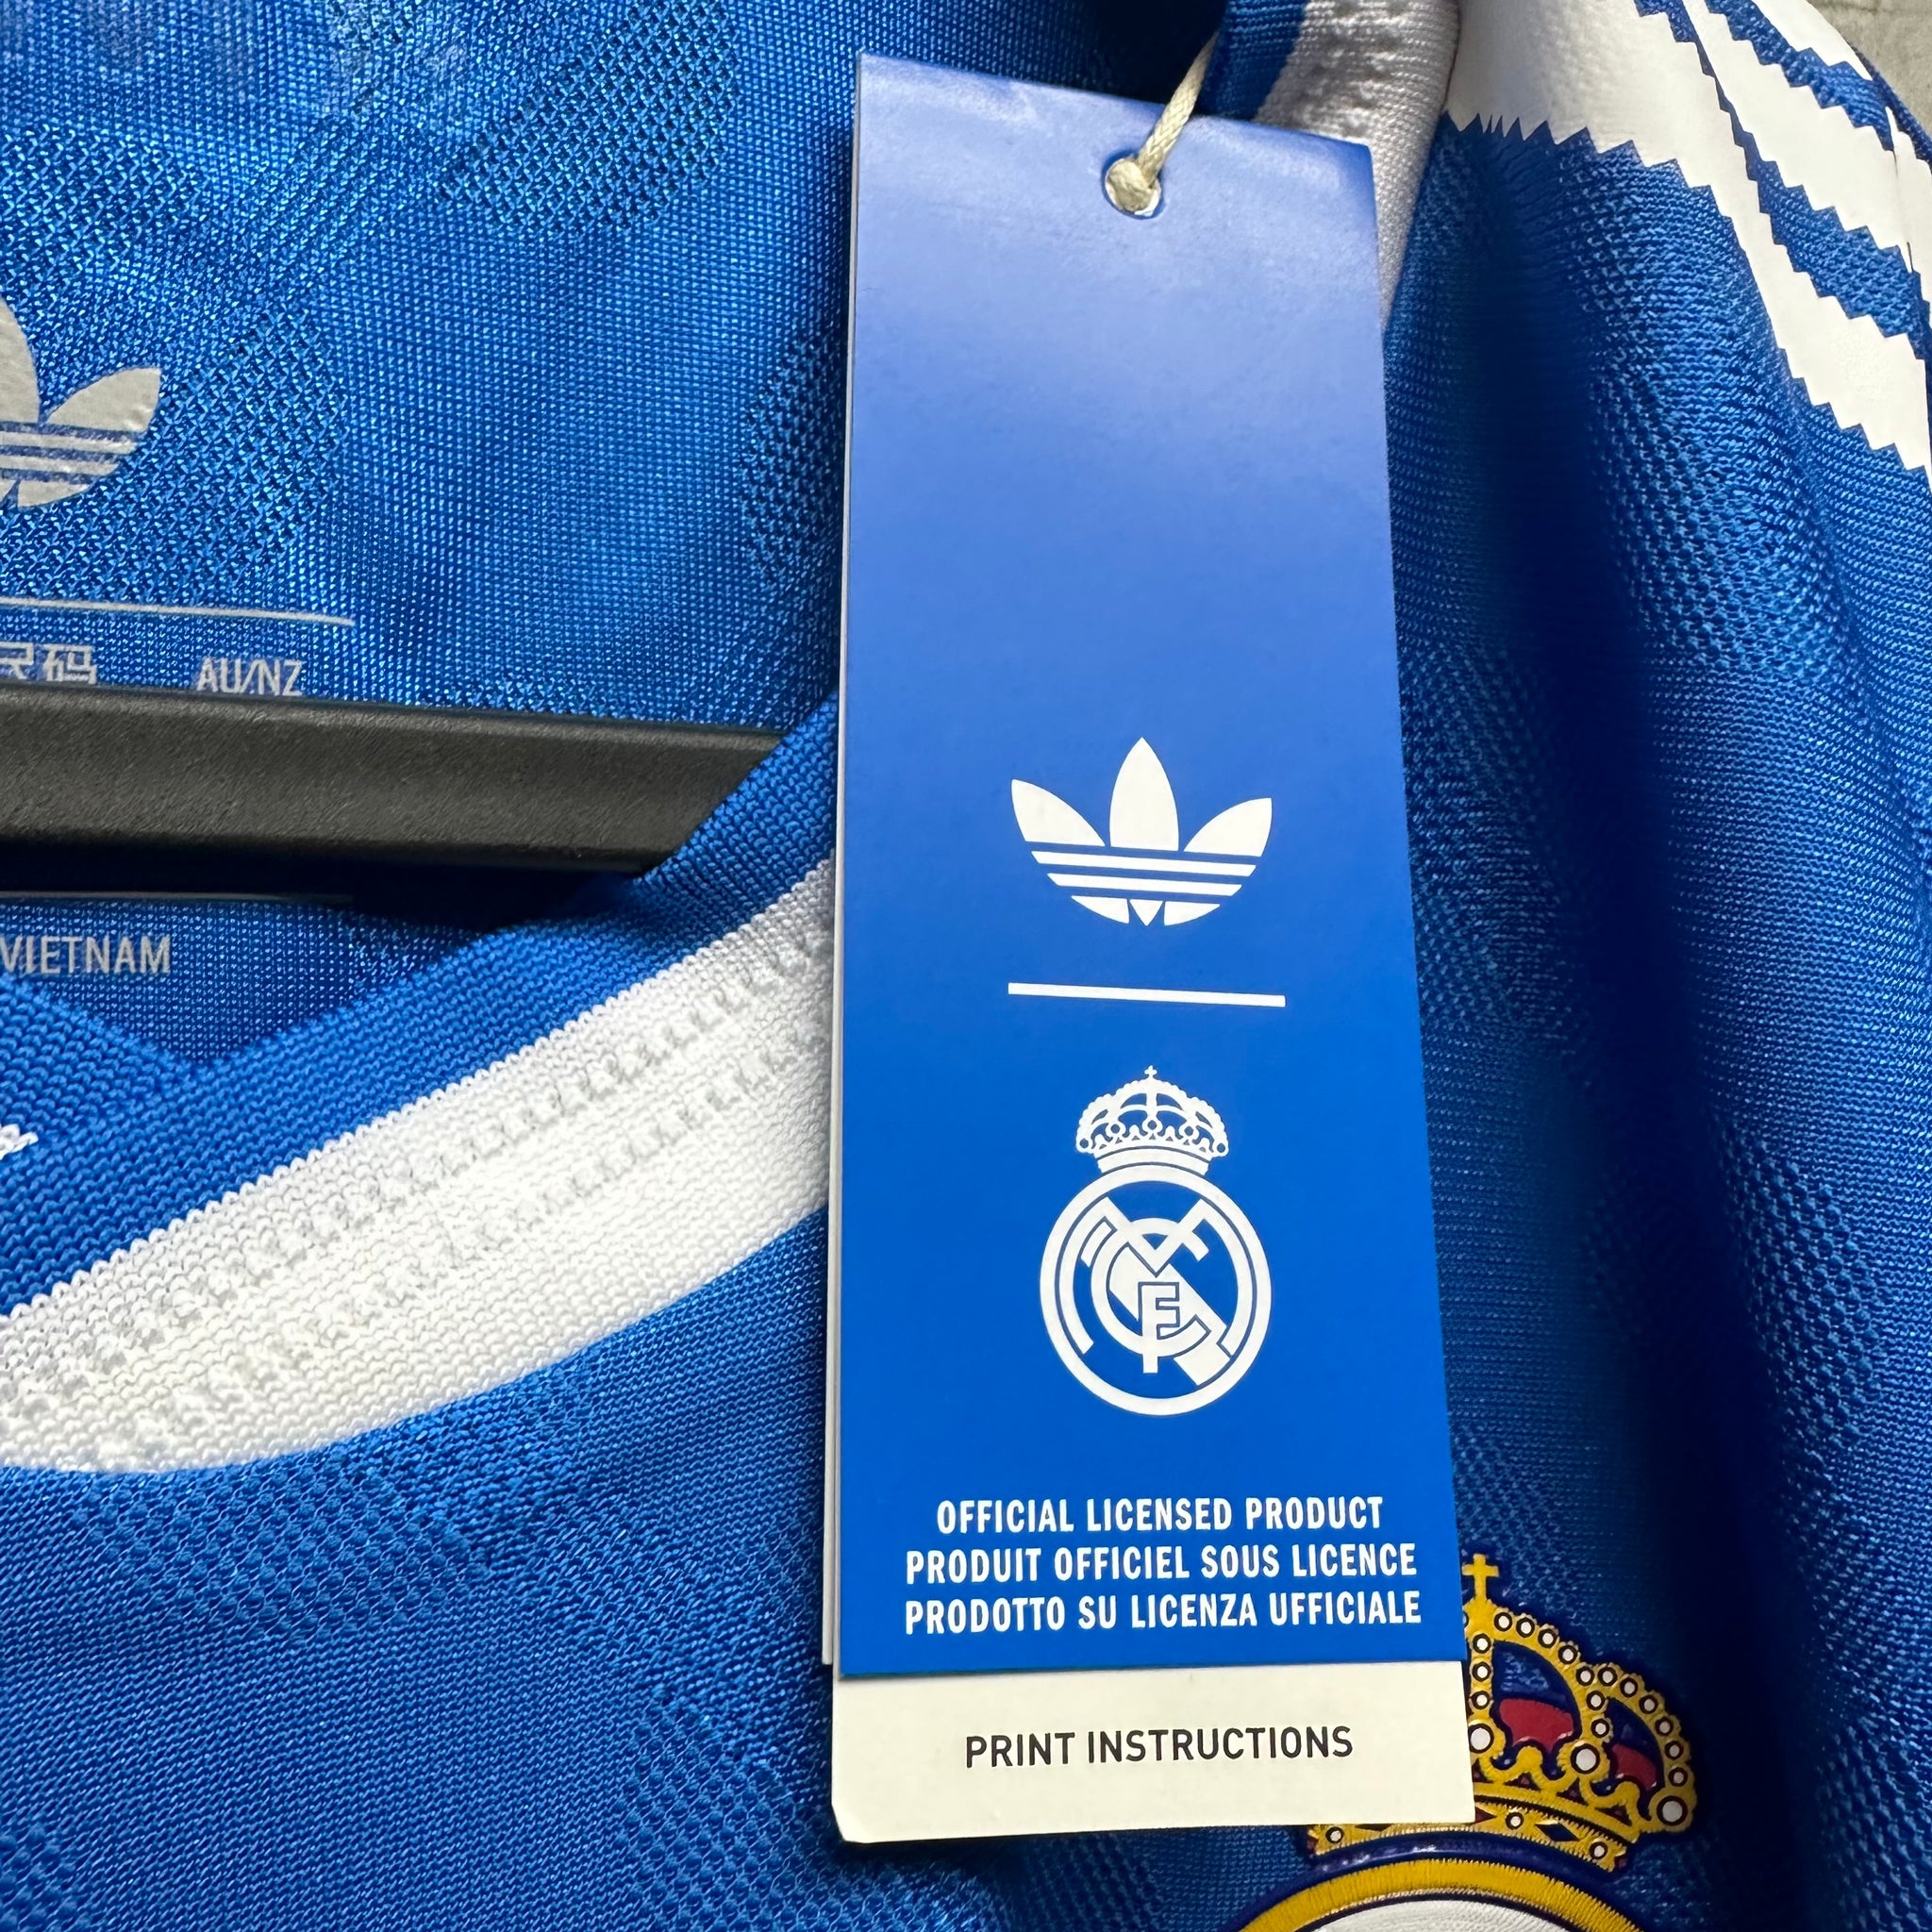 尺码 AU/NZ
VIETNAM
OFFICIAL LICENSED PRODUCT
PRODUIT OFFICIEL SOUS LICENCE
PRODOTTO SU LICENZA UFFICIALE
PRINT INSTRUCTIONS